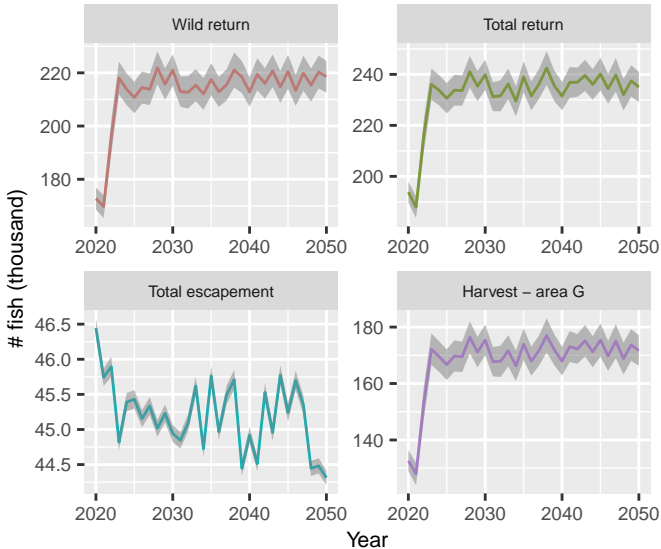 Wild return
Total return
220
200
180
240
220
200
2020 2030 2040 2050
2020 2030 2040 2050
# fish (thousand)
Total escapement
Harvest − area G
46.5
46.0
45.5
45.0
44.5
180
160
140
2020 2030 2040 2050
2020 2030 2040 2050
Year